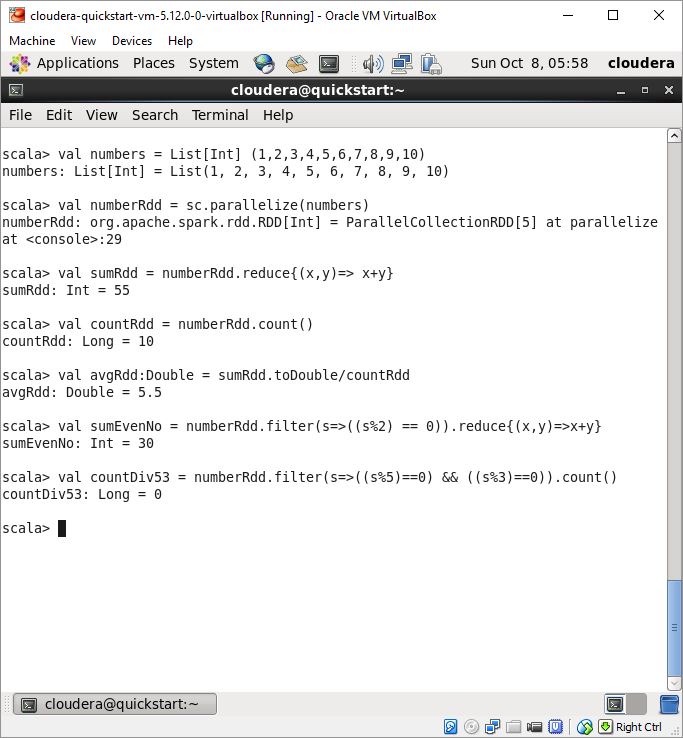 cloudera-quickstart-vm-5.12.0-0-virtualbox [Running] - Oracle VM VirtualBox
Machine View Devices Help
Applications Places System Sun Oct 8, 05:58 cloudera
cloudera@quickstart:~
File Edit View Search Terminal Help
scala> val numbers = List[Int] (1,2,3,4,5,6,7,8,9,10)
numbers: List[Int] = List(1, 2, 3, 4, 5, 6, 7, 8, 9, 10)
scala> val numberRdd = sc.parallelize(numbers)
numberRdd: org.apache.spark.rdd.RDD[Int] = ParallelCollectionRDD[5] at parallelize
at <console>:29
scala> val sumRdd = numberRdd.reduce{(x,y)=> x+y}
sumRdd: Int = 55
scala> val countRdd = numberRdd.count()
countRdd: Long = 10
scala> val avgRdd:Double = sumRdd.toDouble/countRdd
avgRdd: Double = 5.5
scala> val sumEvenNo = numberRdd.filter(s=>((s%2) == 0)).reduce{(x,y)=>x+y}
sumEvenNo: Int = 30
scala> val countDiv53 = numberRdd.filter(s=>((s%5)==0) && ((s%3)==0)).count()
countDiv53: Long = 0
scala>
cloudera@quickstart:~
Right Ctrl